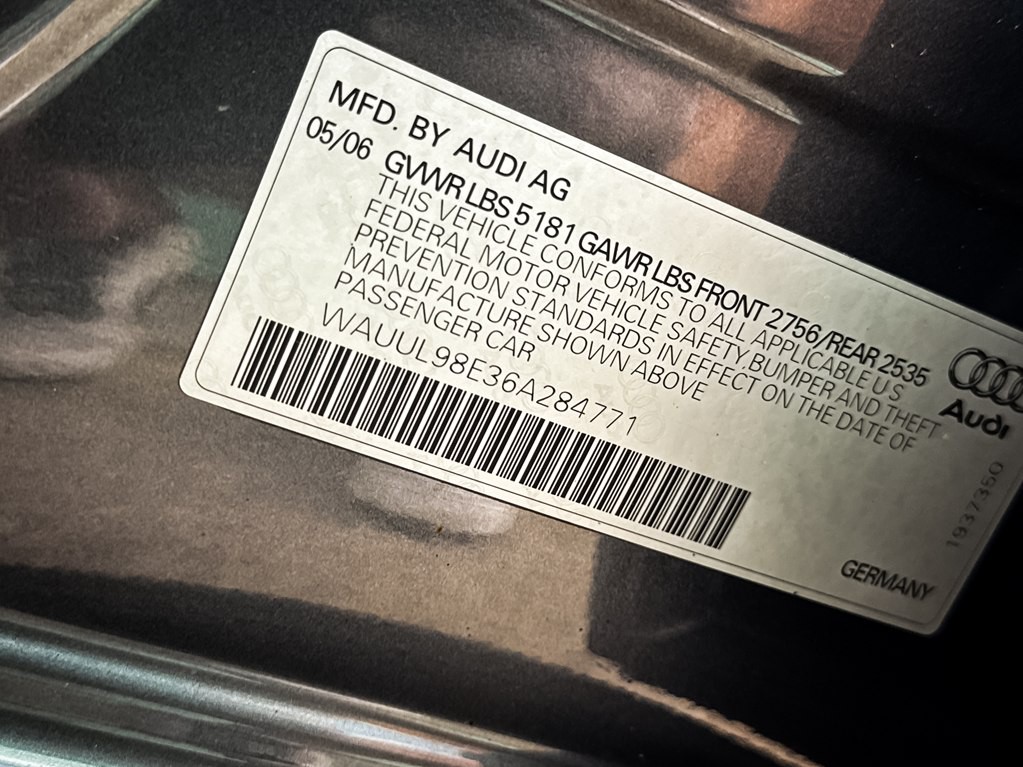 MFD. BY AUDI AG
05/06 GVWR LBS 5181 GAWR LBS FRONT 2756/REAR 2535
THIS VEHICLE CONFORMS TO ALL APPLICABLE U S
FEDERAL MOTOR VEHICLE SAFETY, BUMPER AND THEFT
PREVENTION STANDARDS IN EFFECT ON THE DATE OF
MANUFACTURE SHOWN ABOVE
PASSENGER CAR
WAUUL98E36A284771
Audi
1937350
GERMANY